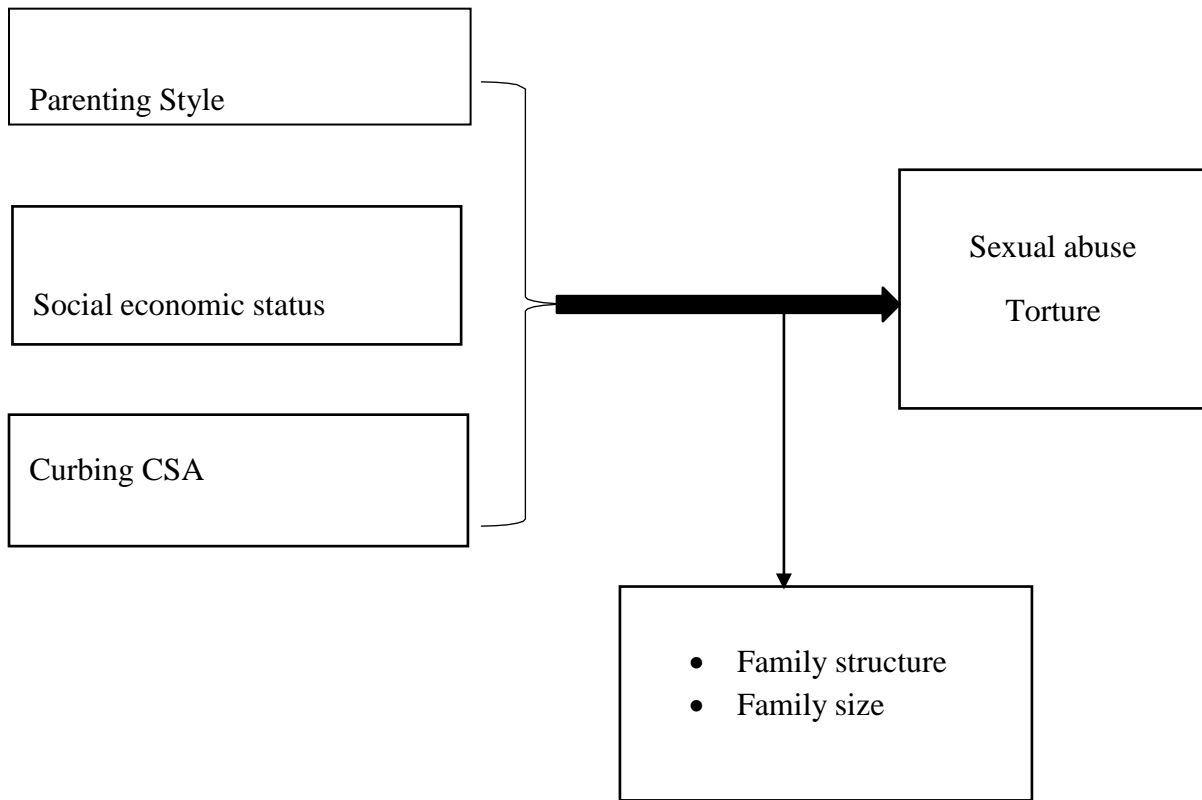 Parenting Style
Social economic status
Curbing CSA
Sexual abuse
Torture
• Family structure
• Family size